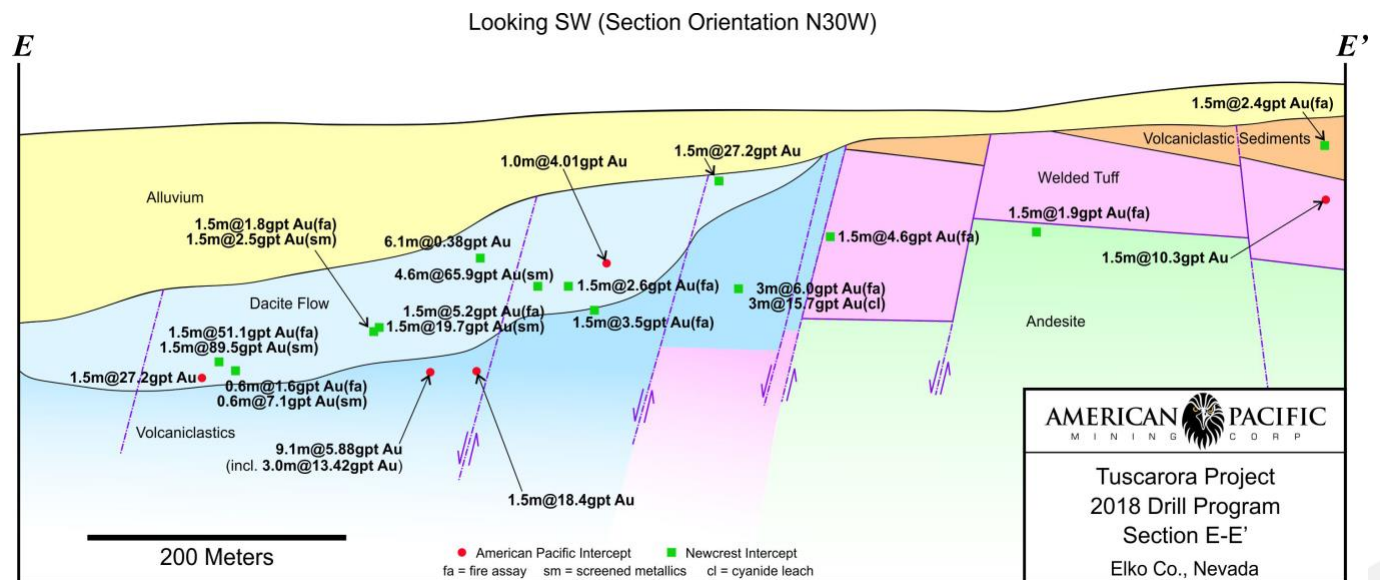 Looking SW (Section Orientation N30W)
E
E’
1.5m@2.4gpt Au(fa)
Volcaniclastic Sediments
1.5m@27.2gpt Au
1.0m@4.01gpt Au
Welded Tuff
Alluvium
1.5m@1.8gpt Au(fa)
1.5m@2.5gpt Au(sm)
1.5m@1.9gpt Au(fa)
6.1m@0.38gpt Au
1.5m@4.6gpt Au(fa)
1.5m@10.3gpt Au
4.6m@65.9gpt Au(sm)
1.5m@2.6gpt Au(fa)
3m@6.0gpt Au(fa)
3m@15.7gpt Au(cl)
Dacite Flow
1.5m@5.2gpt Au(fa)
1.5m@19.7gpt Au(sm)
1.5m@3.5gpt Au(fa)
Andesite
1.5m@51.1gpt Au(fa)
1.5m@89.5gpt Au(sm)
1.5m@27.2gpt Au
0.6m@1.6gpt Au(fa)
0.6m@7.1gpt Au(sm)
Volcaniclastics
9.1m@5.88gpt Au
(incl. 3.0m@13.42gpt Au)
1.5m@18.4gpt Au
200 Meters
American Pacific Intercept
Newcrest Intercept
fa = fire assay sm = screened metallics cl = cyanide leach
AMERICAN PACIFIC
MINING CORP
Tuscarora Project
2018 Drill Program
Section E-E’
Elko Co., Nevada